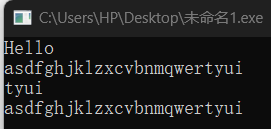 C:\Users\HP\Desktop\未命名1.exe
Hello
asdfghjklzxcvbnmqwertyui
tyui
asdfghjklzxcvbnmqwertyui